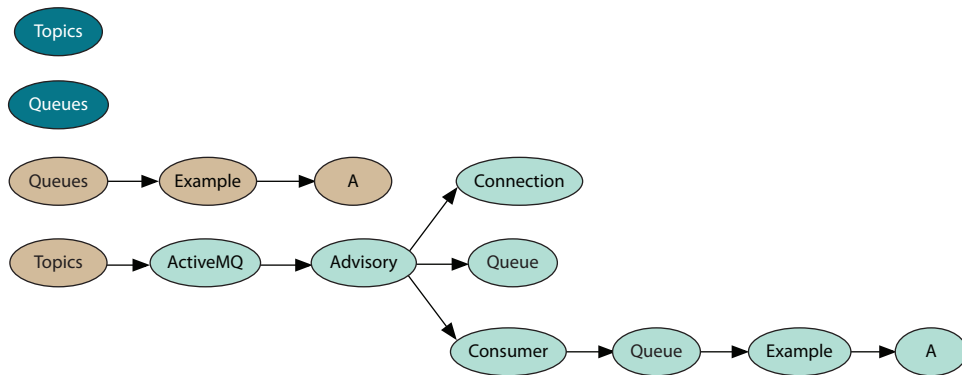 Topics
Queues
Queues Example A
Connection
Topics ActiveMQ Advisory Queue
Consumer Queue Example A